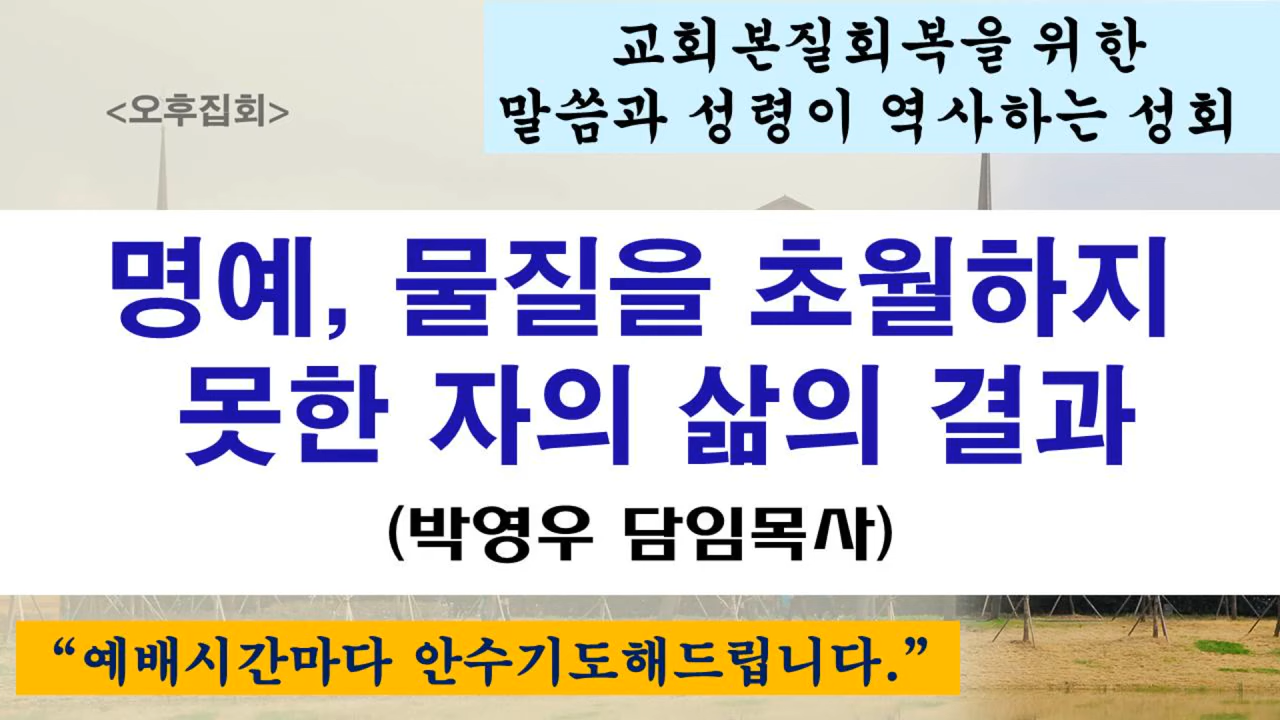 교회본질회복을 위한
말씀과 성령이 역사하는 성회
<오후집회>
명예, 물질을 초월하지
못한 자의 삶의 결과
(박영우 담임목사)
“예배시간마다 안수기도해드립니다.”